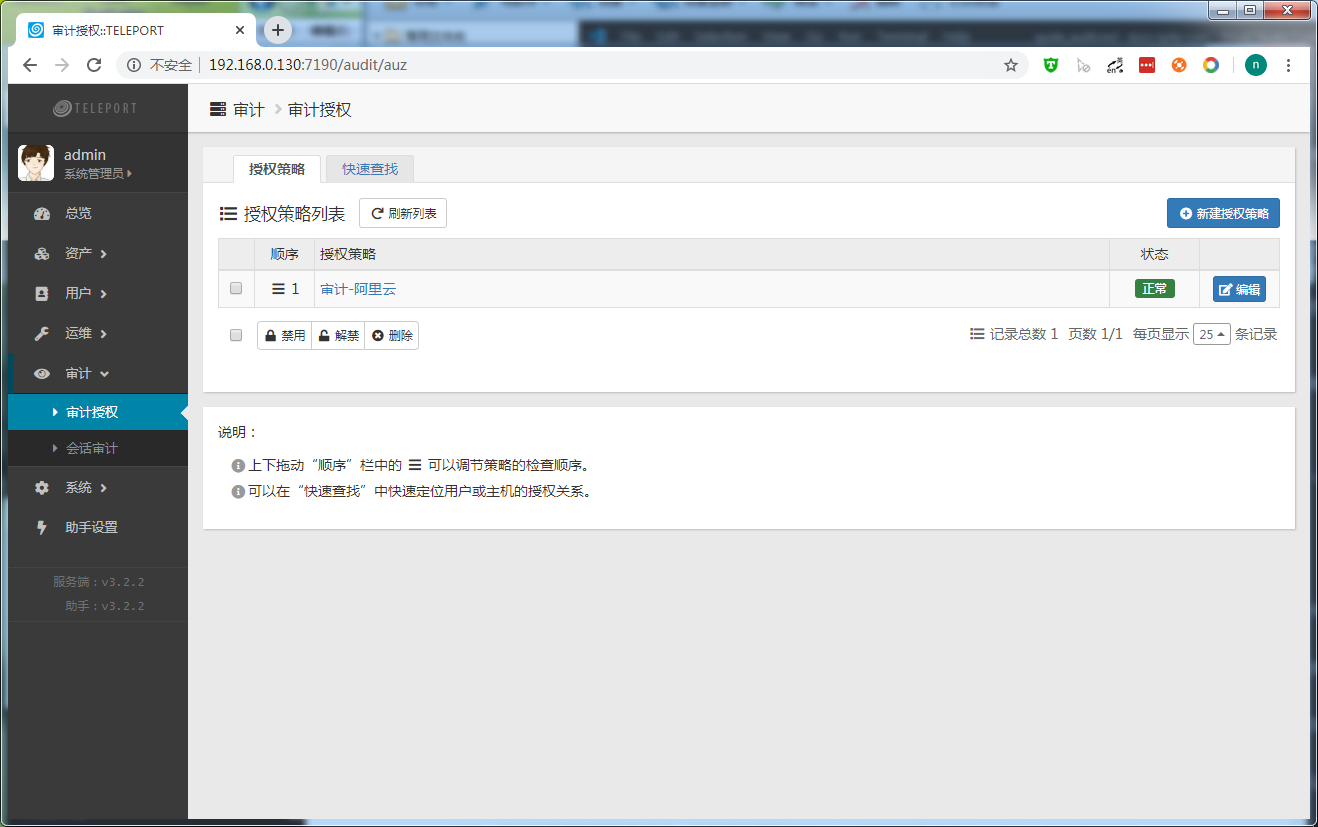 审计授权::TELEPORT
不安全 192.168.0.130:7190/audit/auz
n
TELEPORT
审计 审计授权
admin
系统管理员
总览
资产
用户
运维
审计
审计授权
会话审计
系统
助手设置
服务端：v3.2.2
助手：v3.2.2
授权策略 快速查找
授权策略列表 刷新列表 新建授权策略
顺序 授权策略 状态
1 审计-阿里云 正常 编辑
禁用 解禁 删除 记录总数 1 页数 1/1 每页显示 25 条记录
说明：
上下拖动“顺序”栏中的 ☰ 可以调节策略的检查顺序。
可以在“快速查找”中快速定位用户或主机的授权关系。